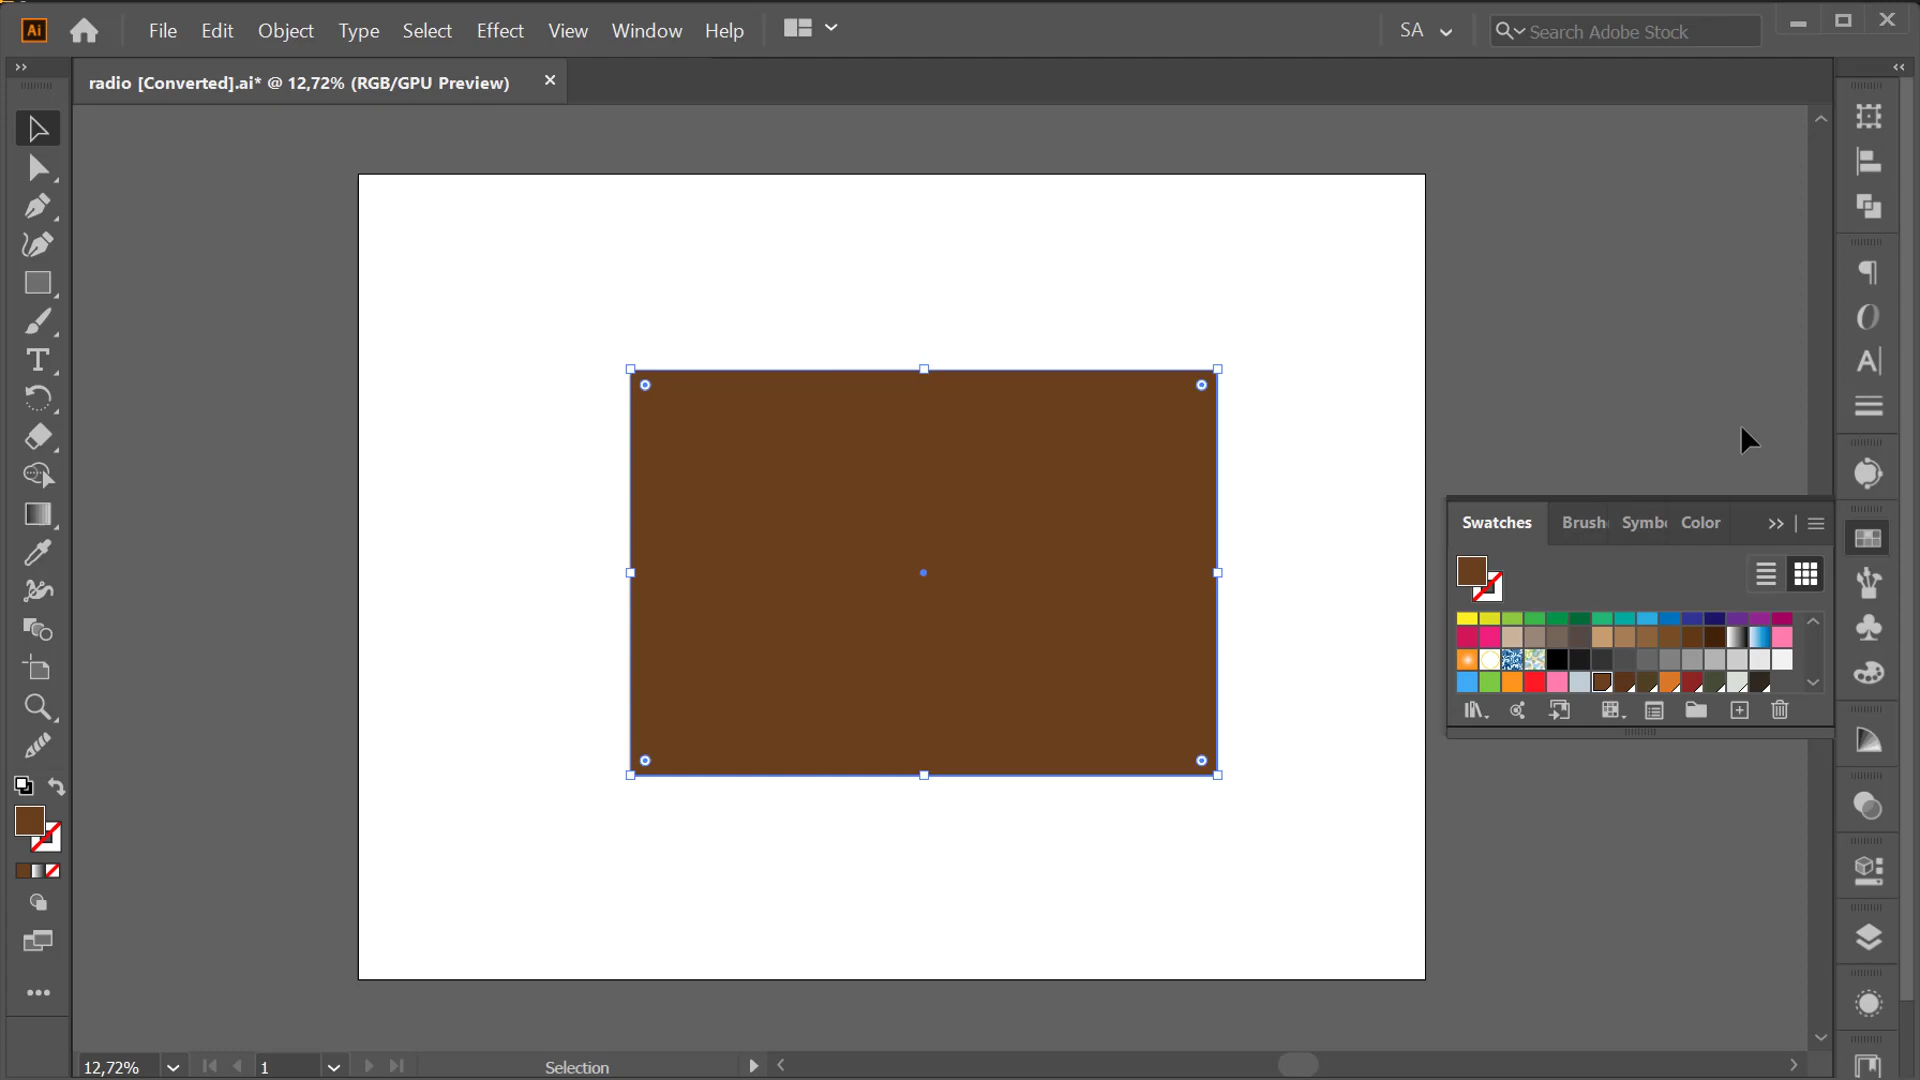 Ai File Edit Object Type Select Effect View Window Help SA Search Adobe Stock
radio [Converted].ai* @ 12,72% (RGB/GPU Preview)
Swatches Brush Symb Color
12,72% 1 Selection